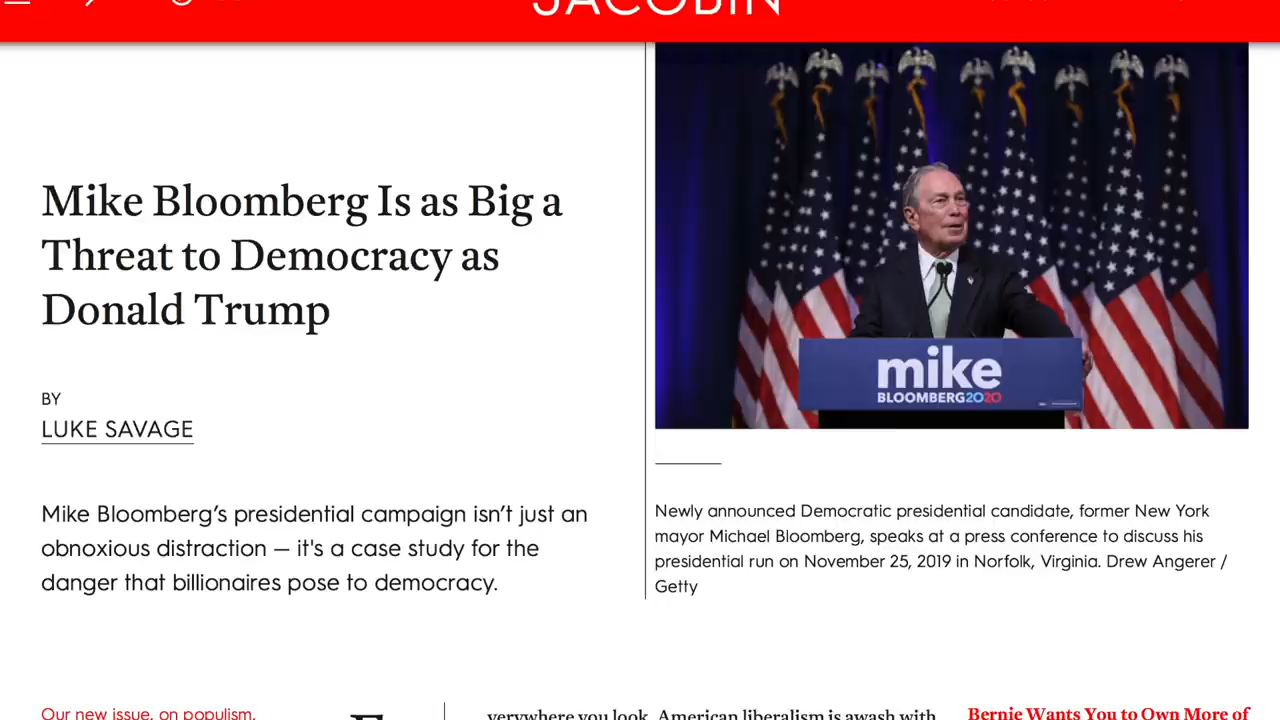 JACOBIN
Mike Bloomberg Is as Big a
Threat to Democracy as
Donald Trump
BY
LUKE SAVAGE
Mike Bloomberg’s presidential campaign isn’t just an
obnoxious distraction — it's a case study for the
danger that billionaires pose to democracy.
mike
BLOOMBERG2020
Newly announced Democratic presidential candidate, former New York
mayor Michael Bloomberg, speaks at a press conference to discuss his
presidential run on November 25, 2019 in Norfolk, Virginia. Drew Angerer /
Getty
Our new issue, on populism,
E
verywhere you look, American liberalism is awash with
Bernie Wants You to Own More of